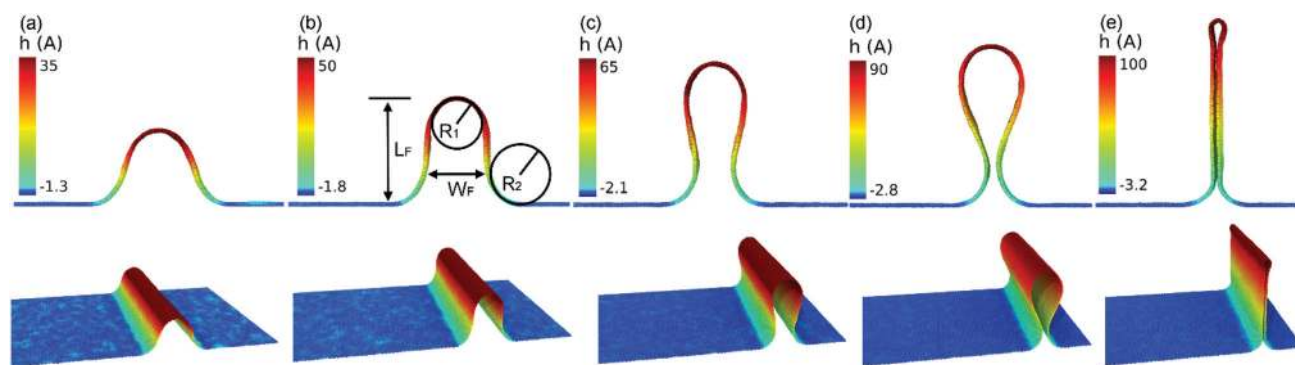 (a)
h (A)
35
-1.3
(b)
h (A)
50
-1.8
LF
R1
WF
R2
(c)
h (A)
65
-2.1
(d)
h (A)
90
-2.8
(e)
h (A)
100
-3.2